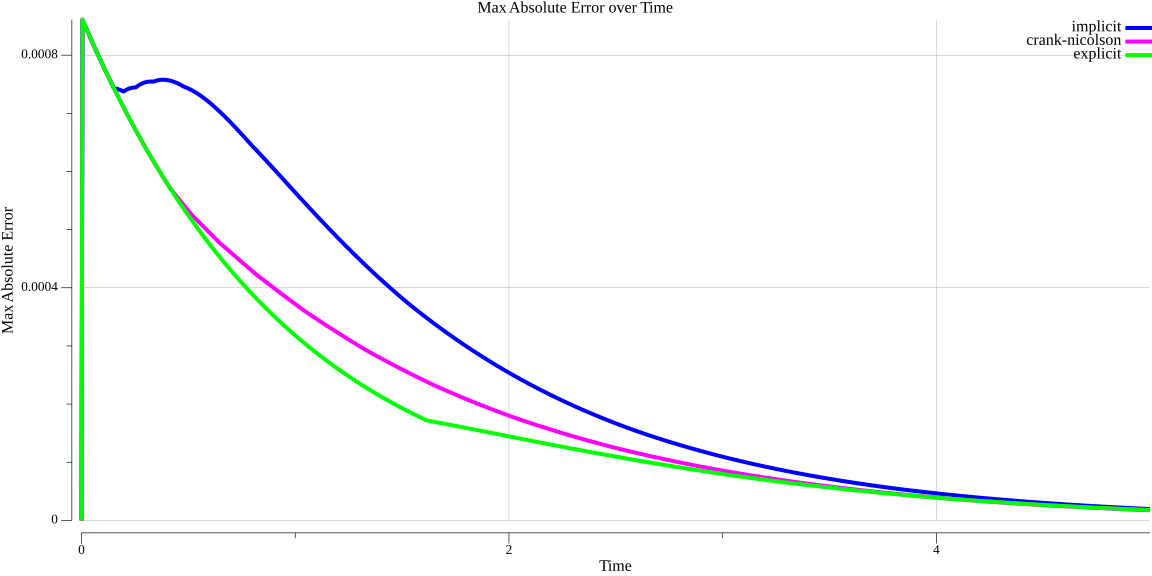 Max Absolute Error over Time
implicit
crank-nicolson
explicit
0.0008
0.0004
0
Max Absolute Error
0
2
4
Time